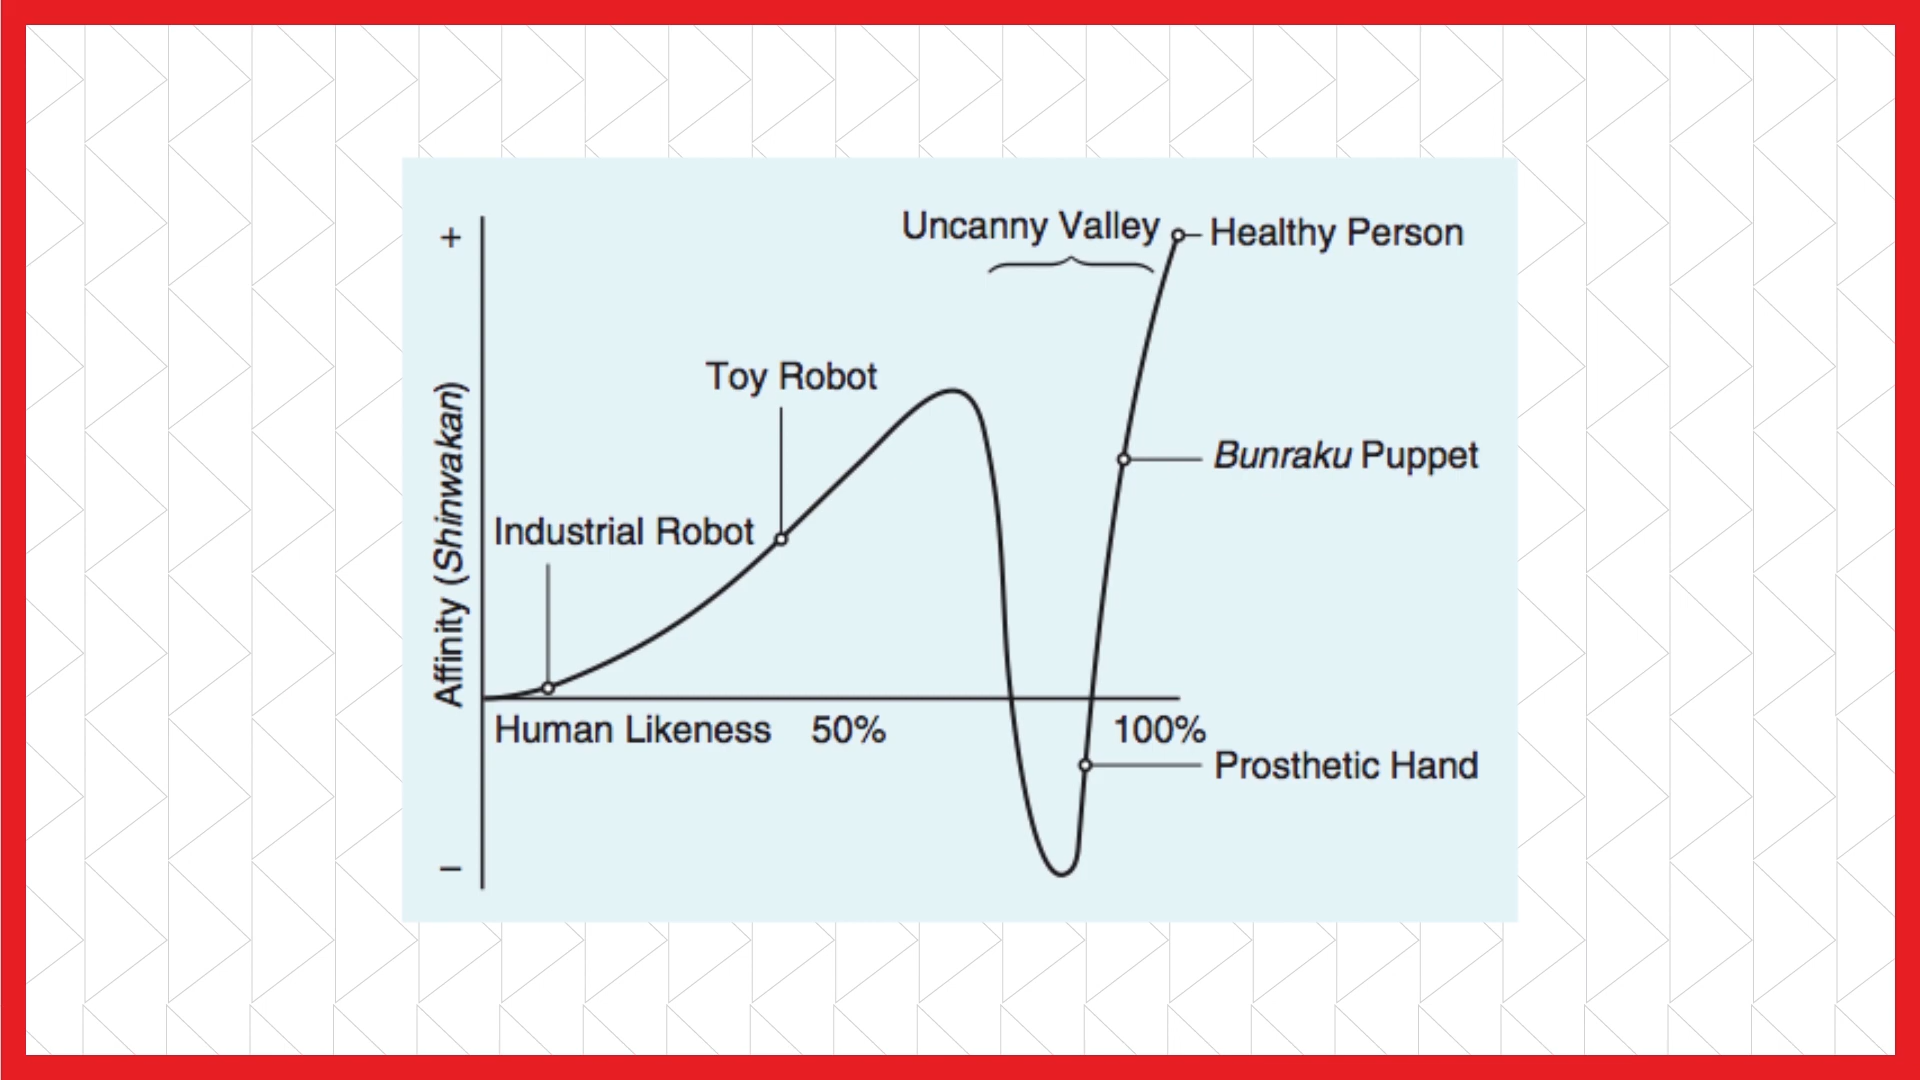 +
Uncanny Valley
Healthy Person
Toy Robot
Bunraku Puppet
Industrial Robot
Affinity (Shinwakan)
Human Likeness 50% 100%
Prosthetic Hand
–